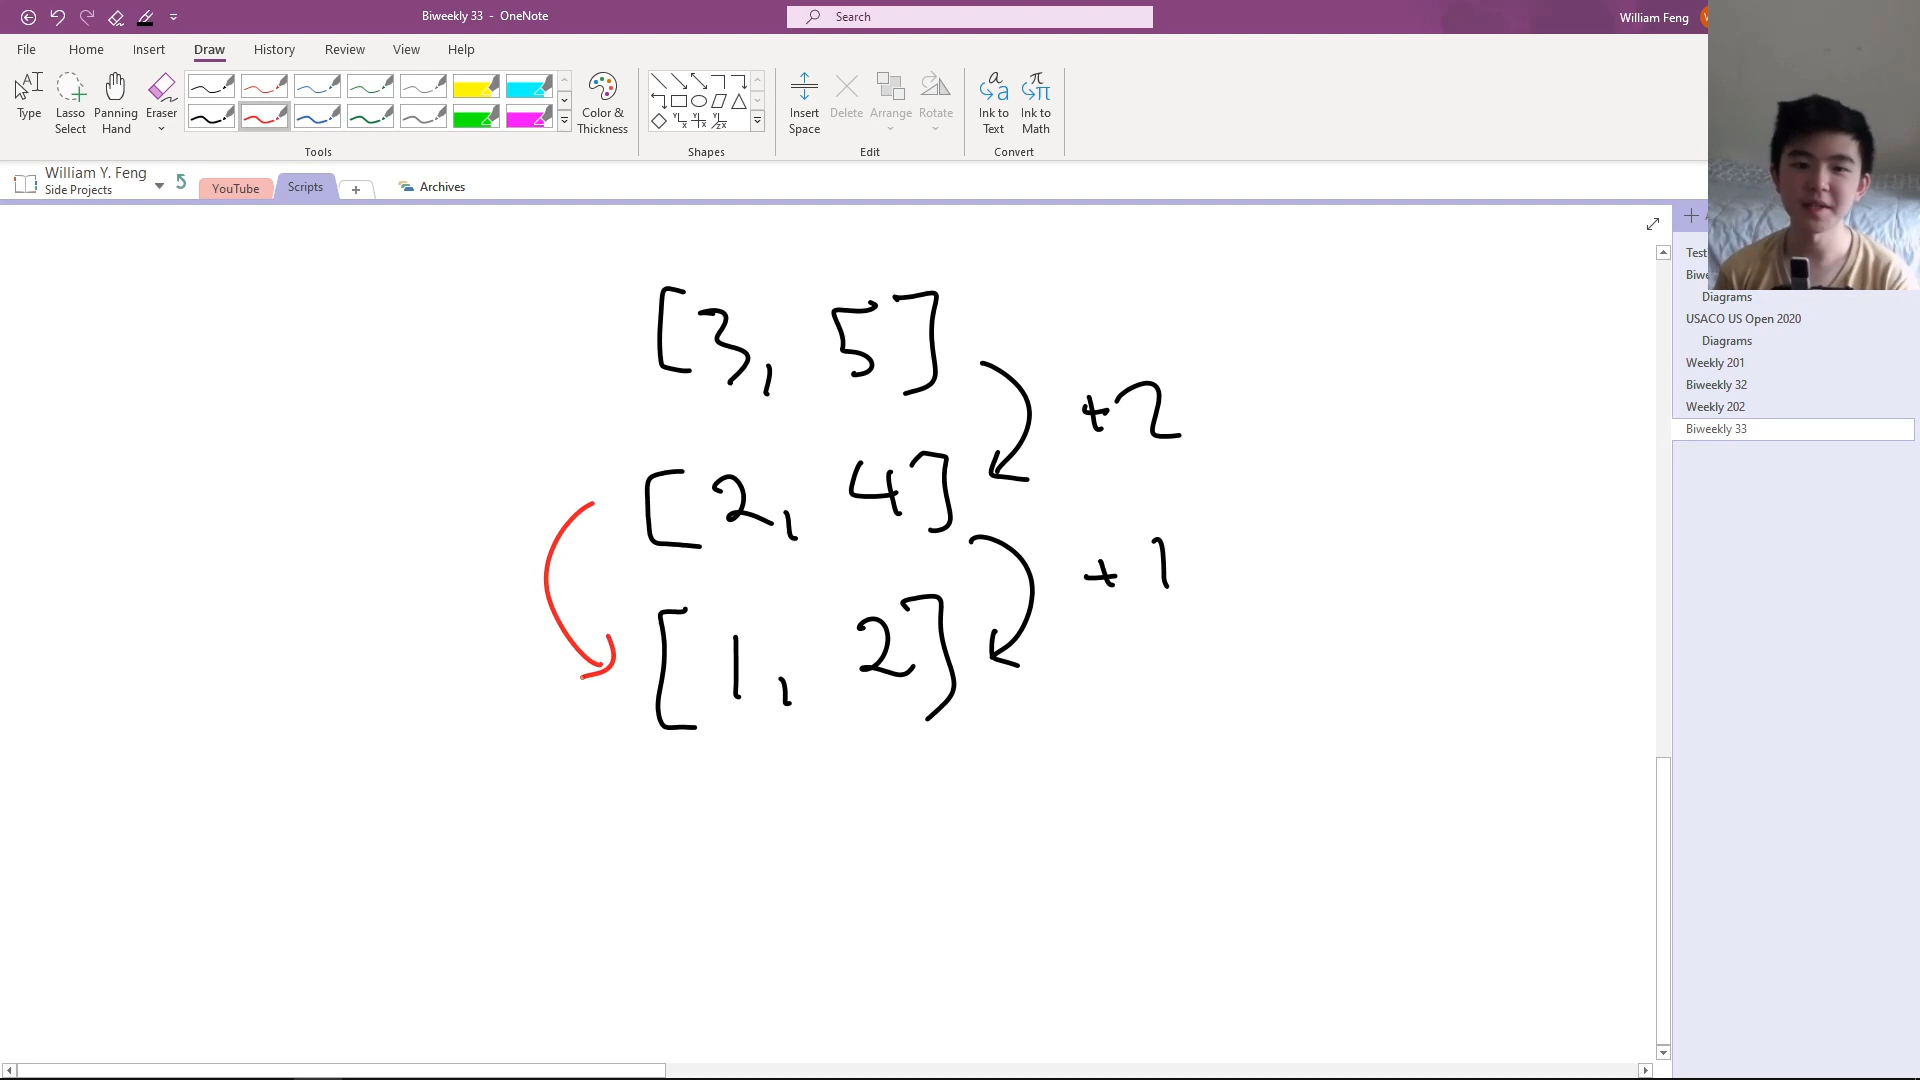 Biweekly 33 - OneNote
Search
William Feng
File Home Insert Draw History Review View Help
Type
Lasso Select
Panning Hand
Eraser
Color & Thickness
Insert Space
Delete
Arrange
Rotate
Ink to Text
Ink to Math
Tools
Shapes
Edit
Convert
William Y. Feng
Side Projects
YouTube
Scripts
Archives
[3, 5]
+2
[2, 4]
+1
[1, 2]
Test
Biwe
Diagrams
USACO US Open 2020
Diagrams
Weekly 201
Biweekly 32
Weekly 202
Biweekly 33